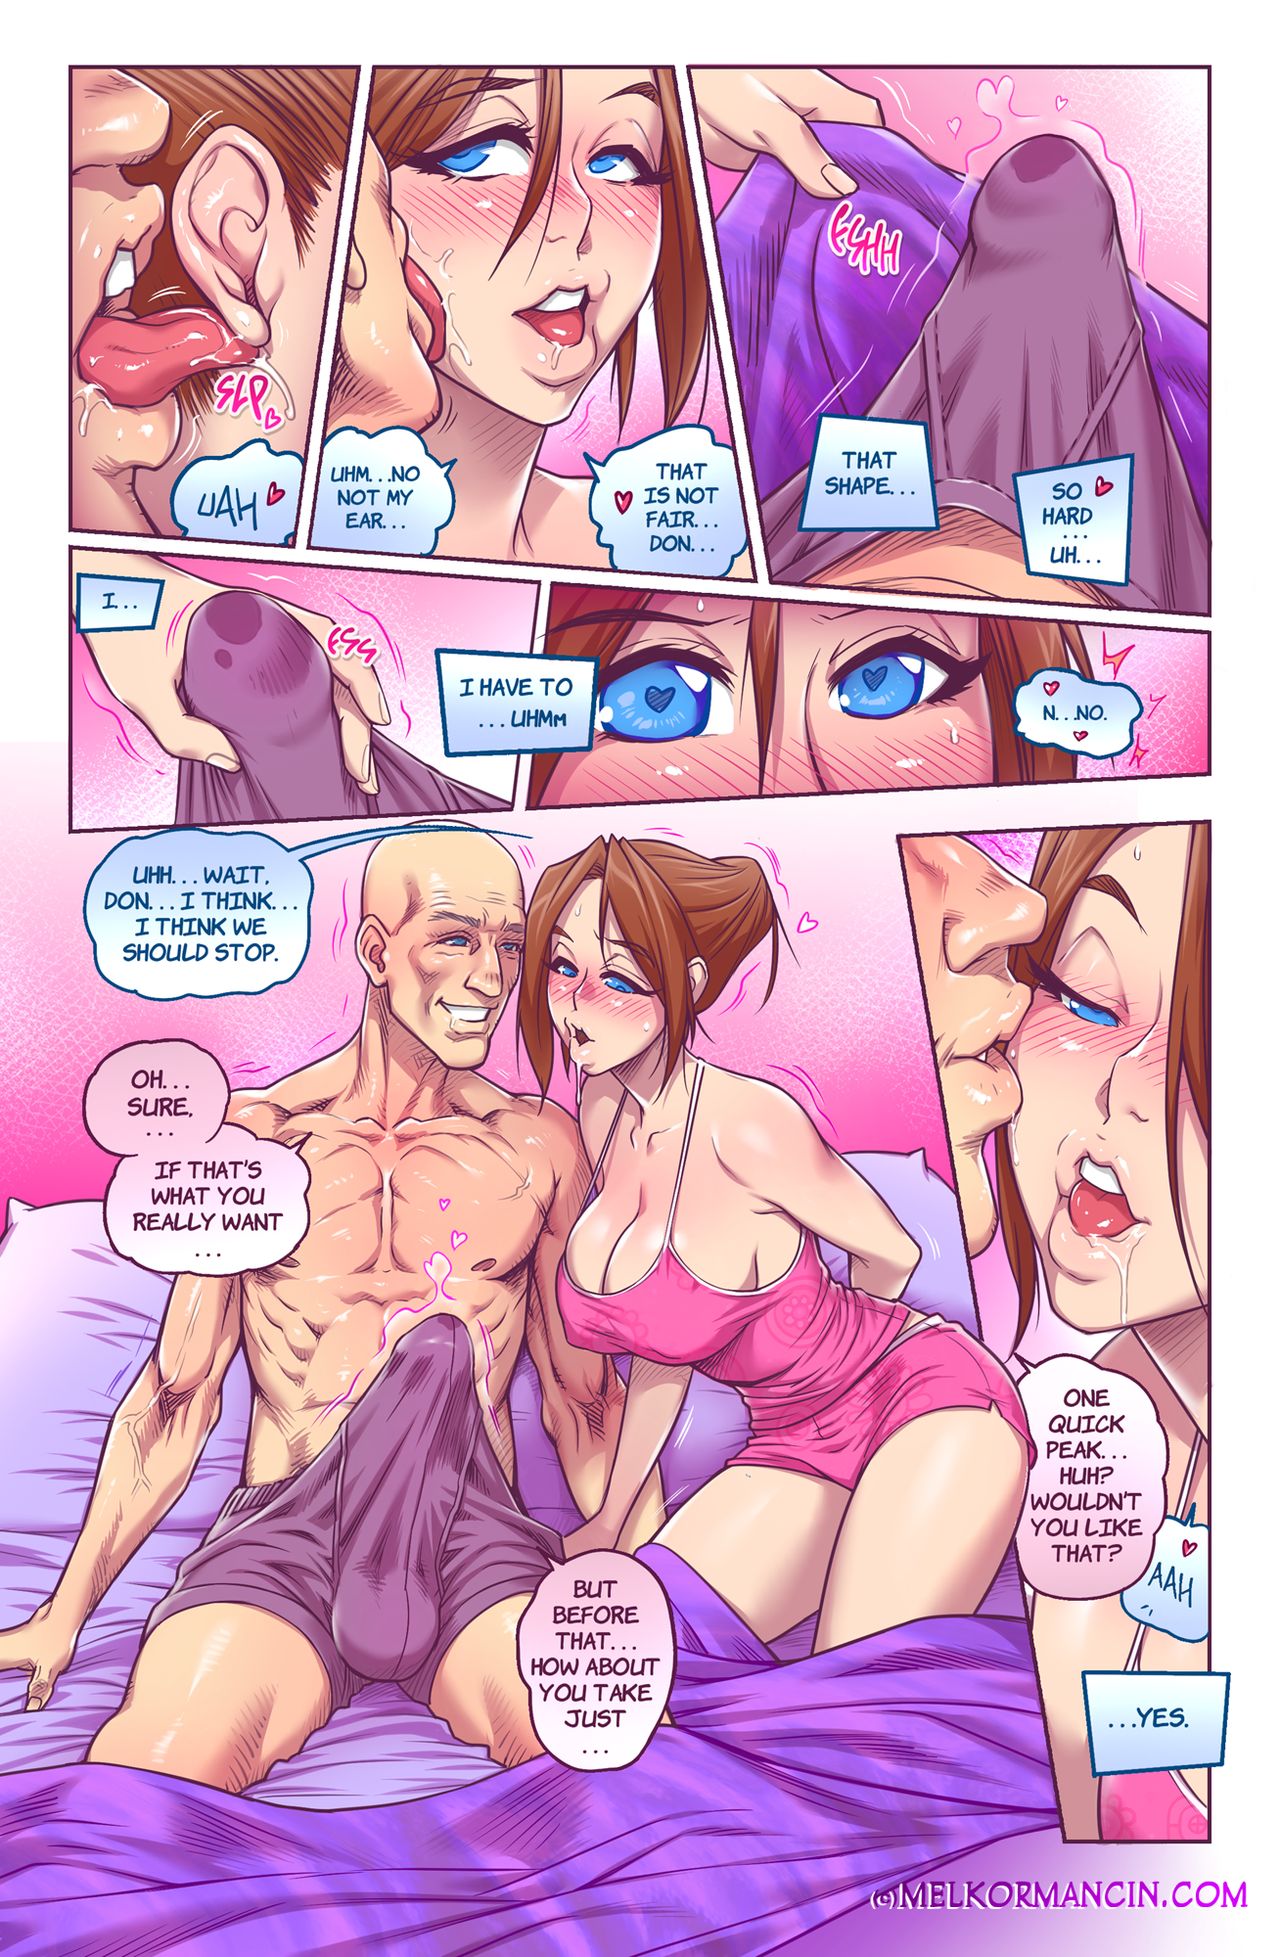 SLP
UAH
UHM...NO
NOT MY
EAR...
THAT
IS NOT
FAIR...
DON...
FSHH
THAT
SHAPE...
SO
HARD
...
UH...
I...
FSS
I HAVE TO
...UHMM
N...NO.
UHH...WAIT,
DON...I THINK...
I THINK WE
SHOULD STOP.
OH...
SURE,
...
IF THAT'S
WHAT YOU
REALLY WANT
...
BUT
BEFORE
THAT...
HOW ABOUT
YOU TAKE
JUST
...
ONE
QUICK
PEAK...
HUH?
WOULDN'T
YOU LIKE
THAT?
AAH
...YES.
(c)MELKORMANCIN.COM